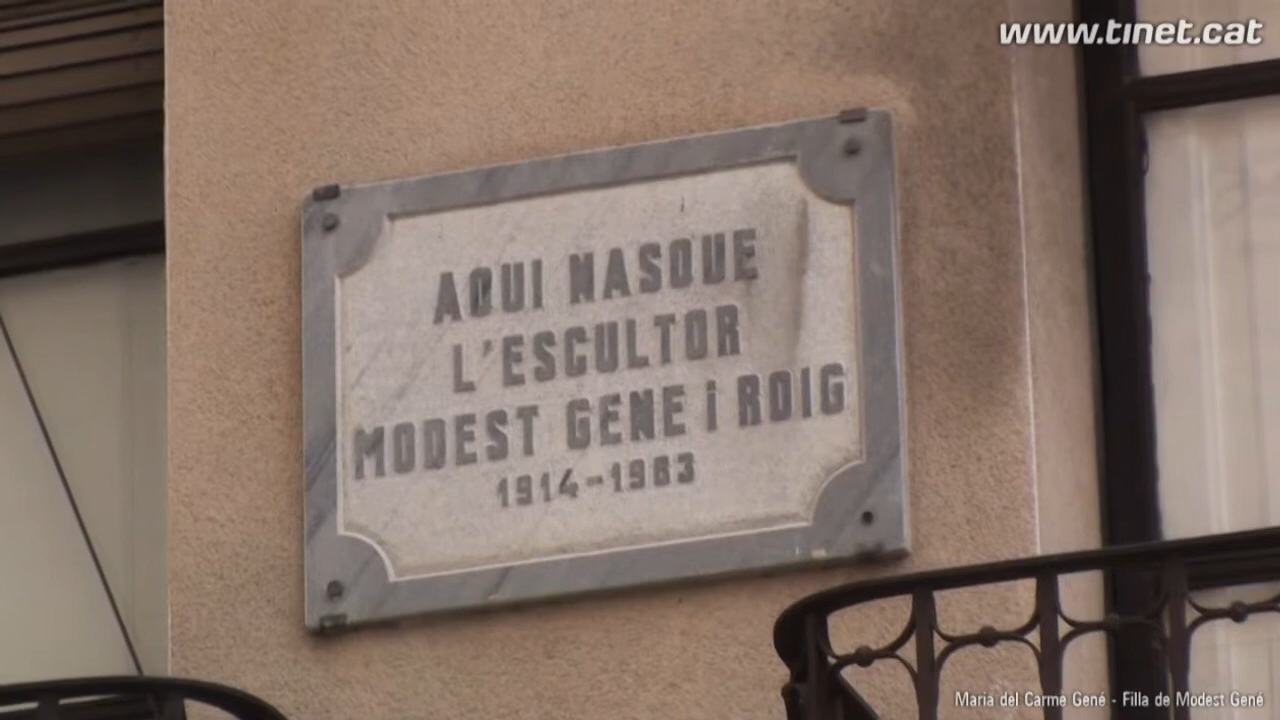 www.tinet.cat
AQUI NASQUE
L'ESCULTOR
MODEST GENE i ROIG
1914-1983
Maria del Carme Gené - Filla de Modest Gené